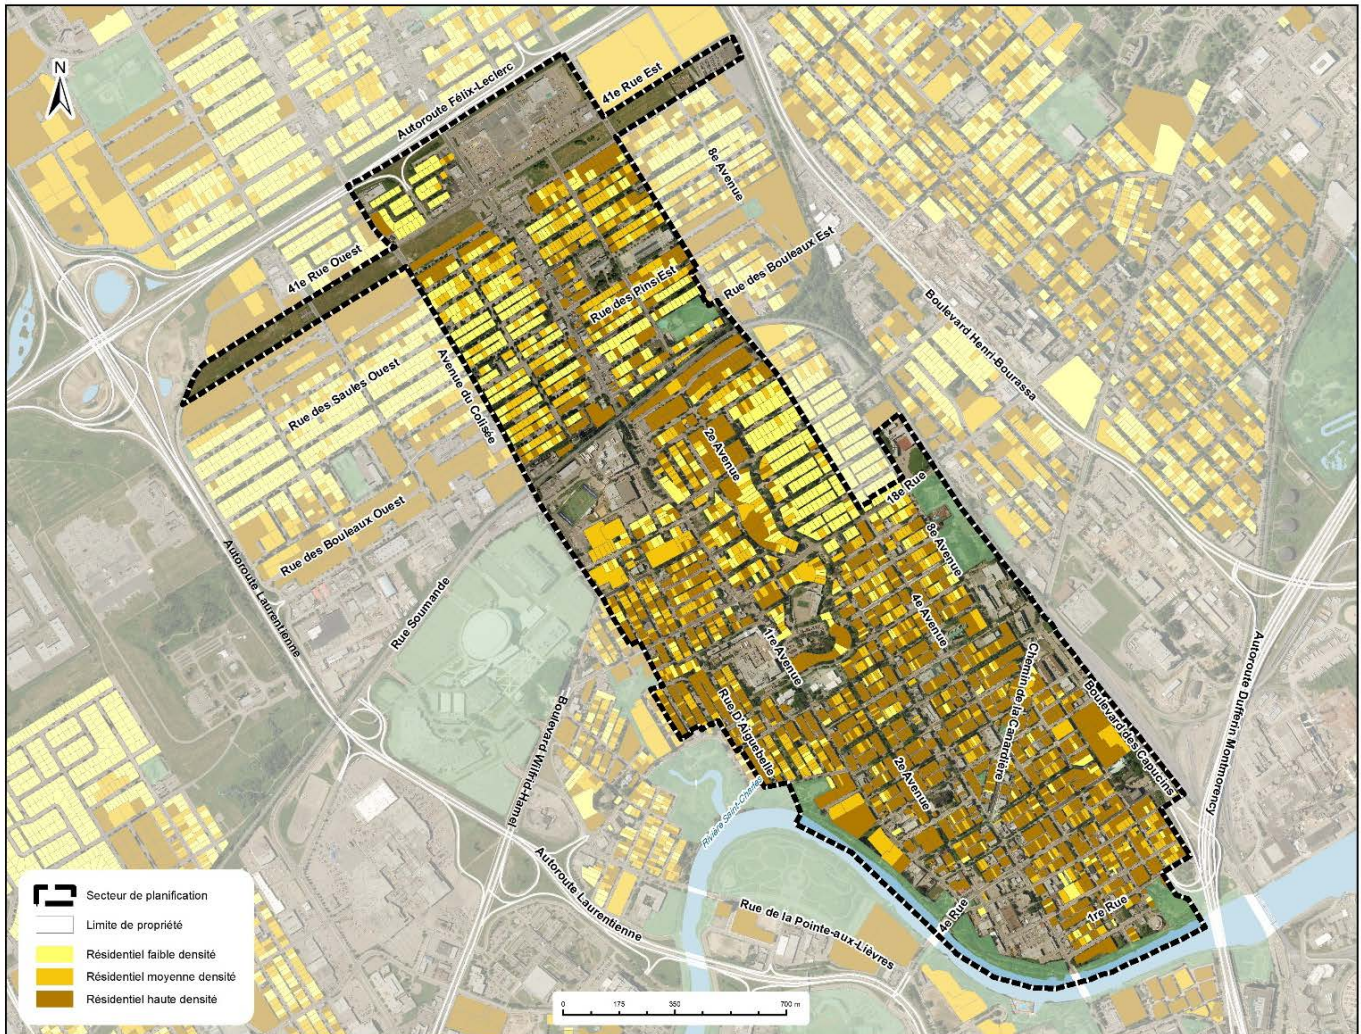 N
Autoroute Félix-Leclerc
41e Rue Est
8e Avenue
41e Rue Ouest
Rue des Bouleaux Est
Rue des Pins Est
Boulevard Henri-Bourassa
Rue des Saules Ouest
Avenue du Colisée
2e Avenue
18e Rue
Rue des Bouleaux Ouest
8e Avenue
Autoroute Laurentienne
Rue Soumande
4e Avenue
1re Avenue
Chemin de la Canardière
Autoroute Dufferin Montmorency
Boulevard des Capucins
Rue D'Aiguebelle
Boulevard Wilfrid-Hamel
2e Avenue
Rivière Saint-Charles
Autoroute Laurentienne
Rue de la Pointe-aux-Lièvres
4e Rue
1re Rue
Secteur de planification
Limite de propriété
Résidentiel faible densité
Résidentiel moyenne densité
Résidentiel haute densité
0 175 350 700 m